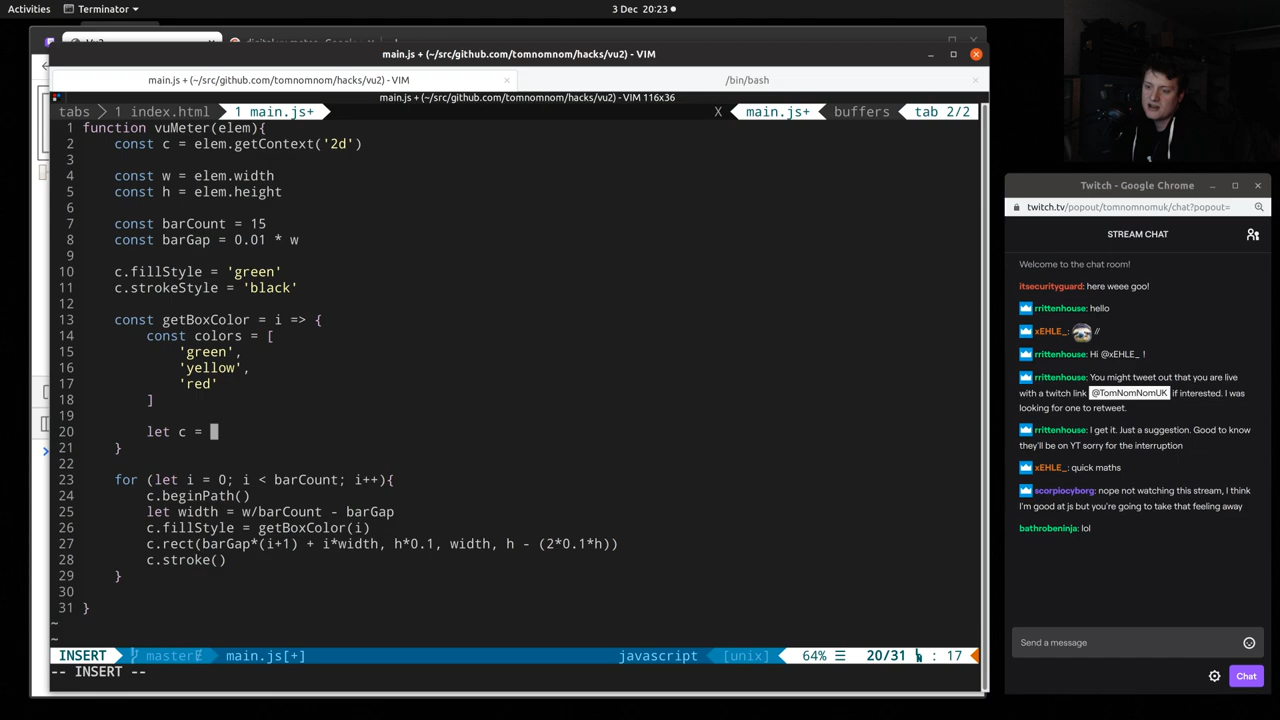 Activities
Terminator
3 Dec 20:23
main.js + (~/src/github.com/tomnomnom/hacks/vu2) - VIM
main.js + (~/src/github.com/tomnomnom/hacks/vu2) - VIM
/bin/bash
main.js + (~/src/github.com/tomnomnom/hacks/vu2) - VIM 116x36
tabs 1 index.html 1 main.js+ X main.js+ buffers tab 2/2
1 function vuMeter(elem){
2 const c = elem.getContext('2d')
3
4 const w = elem.width
5 const h = elem.height
6
7 const barCount = 15
8 const barGap = 0.01 * w
9
10 c.fillStyle = 'green'
11 c.strokeStyle = 'black'
12
13 const getBoxColor = i => {
14 const colors = [
15 'green',
16 'yellow',
17 'red'
18 ]
19
20 let c =
21 }
22
23 for (let i = 0; i < barCount; i++){
24 c.beginPath()
25 let width = w/barCount - barGap
26 c.fillStyle = getBoxColor(i)
27 c.rect(barGap*(i+1) + i*width, h*0.1, width, h - (2*0.1*h))
28 c.stroke()
29 }
30
31 }
~
~
INSERT master main.js[+] javascript [unix] 64% ☰ 20/31 : 17
-- INSERT --
Twitch - Google Chrome
twitch.tv/popout/tomnomnomuk/chat?popout=
STREAM CHAT
Welcome to the chat room!
itsecurityguard: here weee goo!
rrittenhouse: hello
xEHLE_: //
rrittenhouse: Hi @xEHLE_ !
rrittenhouse: You might tweet out that you are live
with a twitch link @TomNomNomUK if interested. I was
looking for one to retweet.
rrittenhouse: I get it. Just a suggestion. Good to know
they'll be on YT sorry for the interruption
xEHLE_: quick maths
scorpiocyborg: nope not watching this stream, I think
I'm good at js but you're going to take that feeling away
bathrobeninja: lol
Send a message
Chat